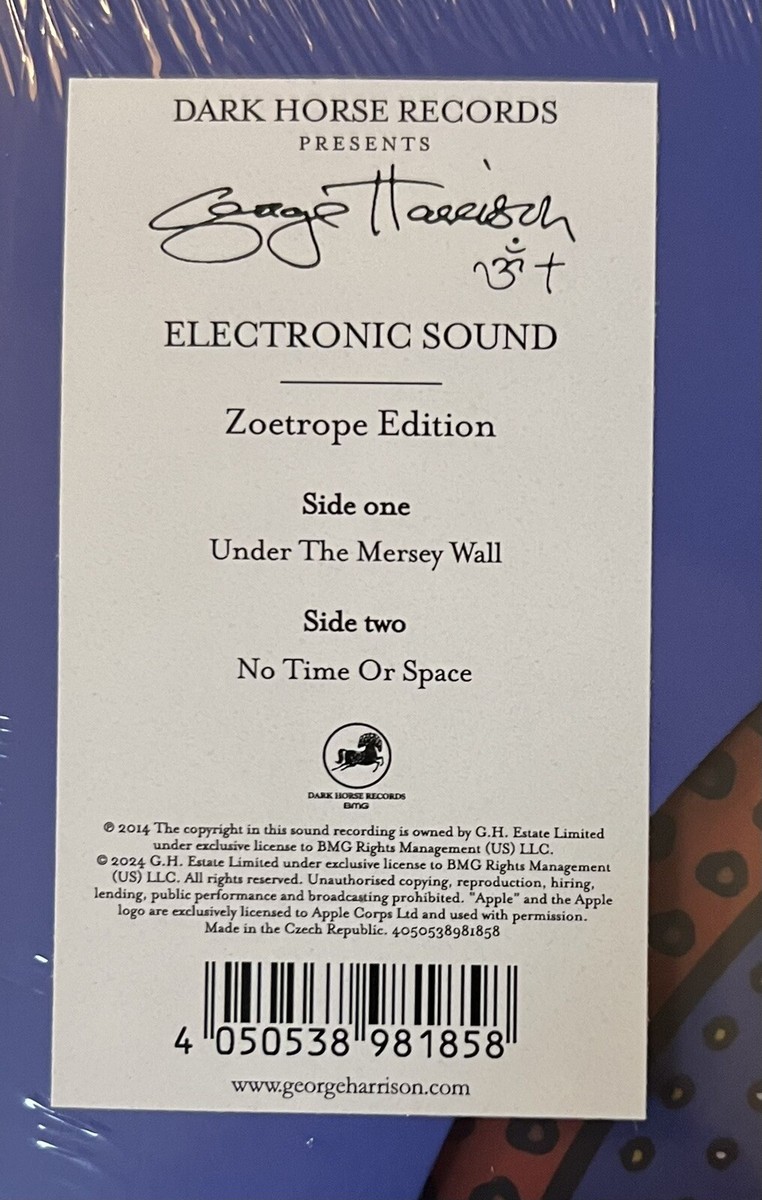 DARK HORSE RECORDS
PRESENTS
George Harrison
ॐ †
ELECTRONIC SOUND
Zoetrope Edition
Side one
Under The Mersey Wall
Side two
No Time Or Space
DARK HORSE RECORDS
BMG
℗ 2014 The copyright in this sound recording is owned by G.H. Estate Limited
under exclusive license to BMG Rights Management (US) LLC.
© 2024 G.H. Estate Limited under exclusive license to BMG Rights Management
(US) LLC. All rights reserved. Unauthorised copying, reproduction, hiring,
lending, public performance and broadcasting prohibited. "Apple" and the Apple
logo are exclusively licensed to Apple Corps Ltd and used with permission.
Made in the Czech Republic. 4050538981858
4 050538 981858
www.georgeharrison.com